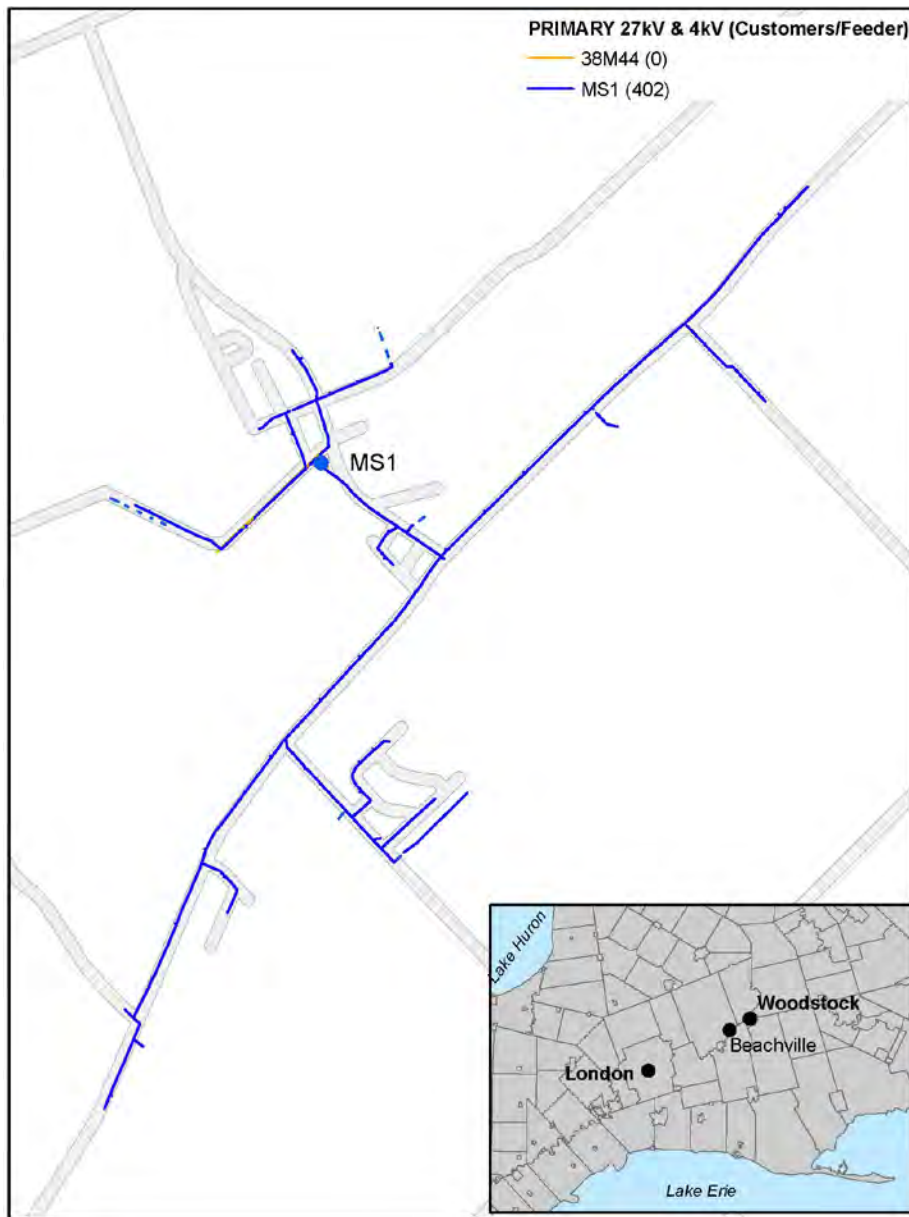 PRIMARY 27kV & 4kV (Customers/Feeder)
38M44 (0)
MS1 (402)
MS1
Lake Huron
Woodstock
Beachville
London
Lake Erie